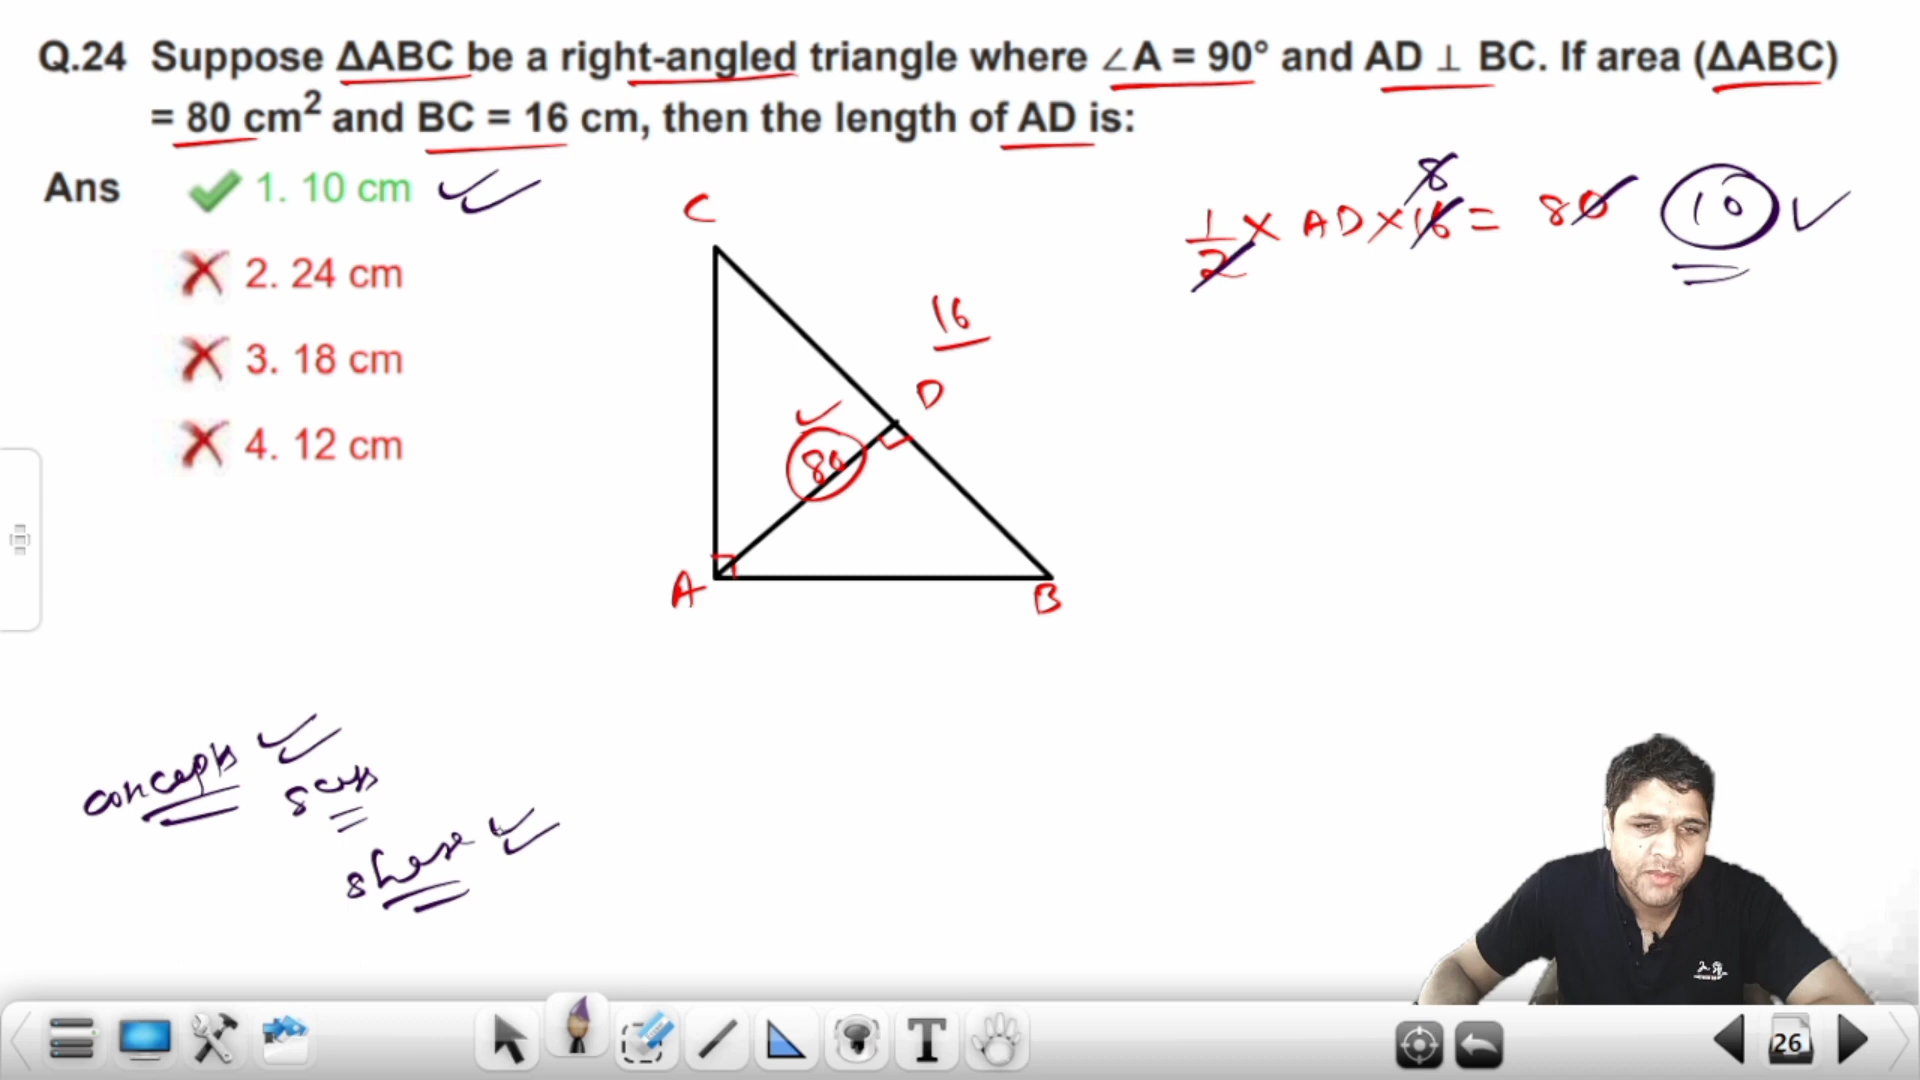 Q.24 Suppose ΔABC be a right-angled triangle where ∠A = 90° and AD ⊥ BC. If area (ΔABC)
= 80 cm² and BC = 16 cm, then the length of AD is:
Ans 1. 10 cm
2. 24 cm
3. 18 cm
4. 12 cm
8
1/2 × AD × 16 = 80 10
C
16
D
80
A
B
concepts
share
T
26